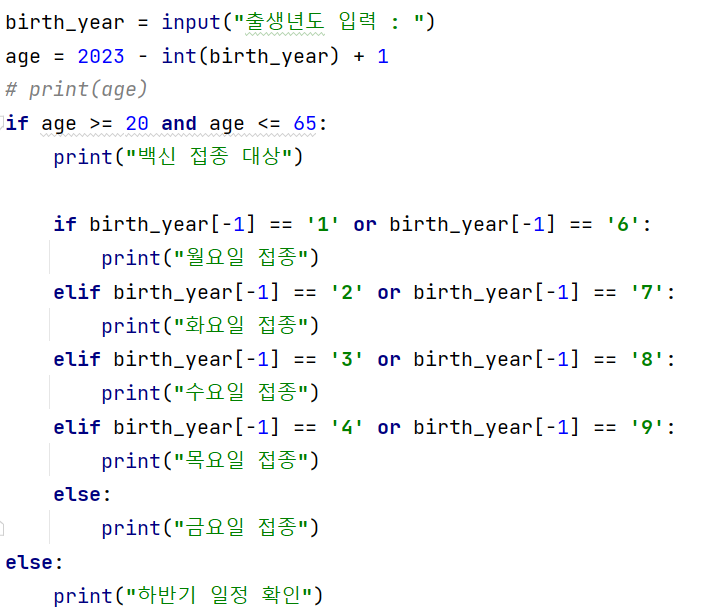 birth_year = input("출생년도 입력 : ")
age = 2023 - int(birth_year) + 1
# print(age)
if age >= 20 and age <= 65:
    print("백신 접종 대상")

    if birth_year[-1] == '1' or birth_year[-1] == '6':
        print("월요일 접종")
    elif birth_year[-1] == '2' or birth_year[-1] == '7':
        print("화요일 접종")
    elif birth_year[-1] == '3' or birth_year[-1] == '8':
        print("수요일 접종")
    elif birth_year[-1] == '4' or birth_year[-1] == '9':
        print("목요일 접종")
    else:
        print("금요일 접종")
else:
    print("하반기 일정 확인")